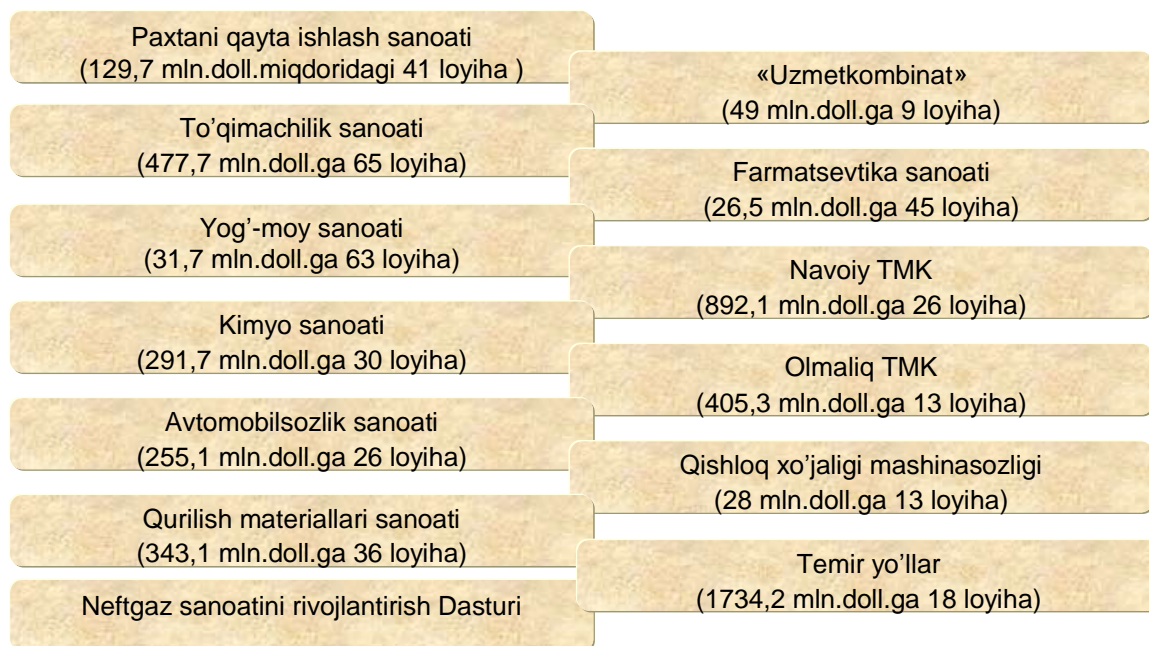 Paxtani qayta ishlash sanoati
(129,7 mln.doll.miqdoridagi 41 loyiha )
«Uzmetkombinat»
(49 mln.doll.ga 9 loyiha)
To’qimachilik sanoati
(477,7 mln.doll.ga 65 loyiha)
Farmatsevtika sanoati
(26,5 mln.doll.ga 45 loyiha)
Yog’-moy sanoati
(31,7 mln.doll.ga 63 loyiha)
Navoiy TMK
(892,1 mln.doll.ga 26 loyiha)
Kimyo sanoati
(291,7 mln.doll.ga 30 loyiha)
Olmaliq TMK
(405,3 mln.doll.ga 13 loyiha)
Avtomobilsozlik sanoati
(255,1 mln.doll.ga 26 loyiha)
Qishloq xo’jaligi mashinasozligi
(28 mln.doll.ga 13 loyiha)
Qurilish materiallari sanoati
(343,1 mln.doll.ga 36 loyiha)
Temir yo’llar
(1734,2 mln.doll.ga 18 loyiha)
Neftgaz sanoatini rivojlantirish Dasturi